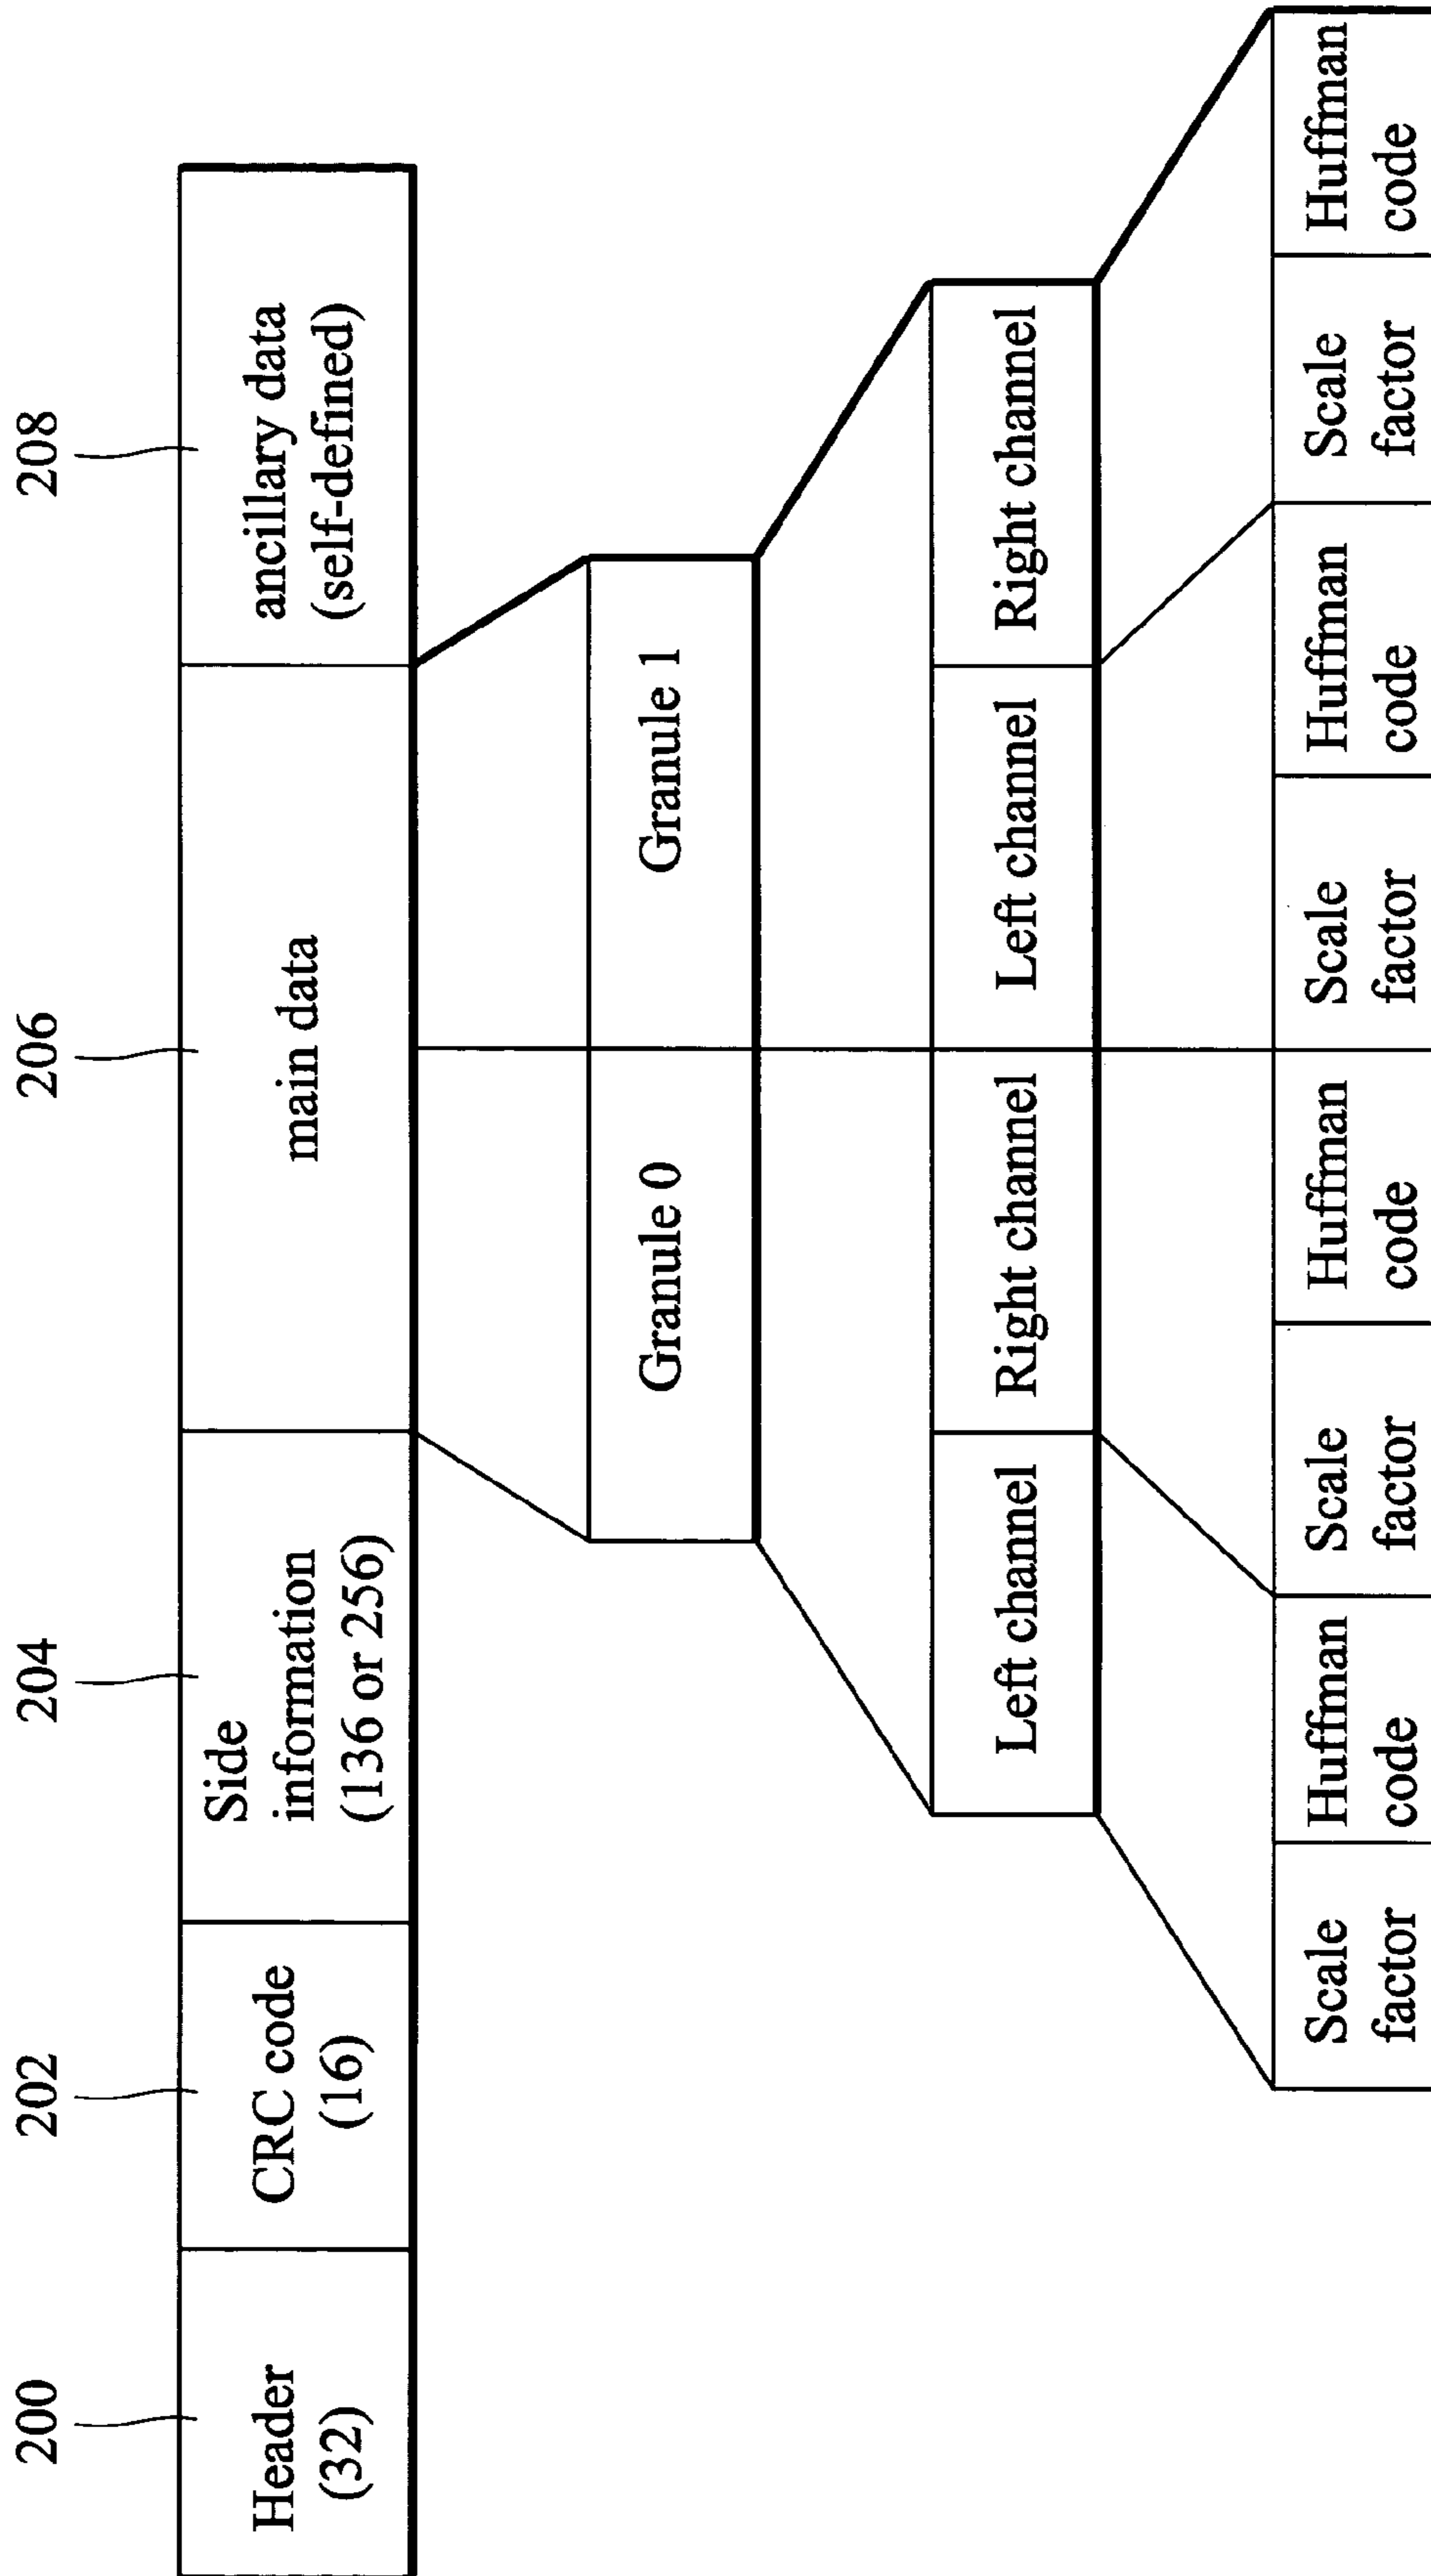 200
202
204
206
208
Header
(32)
CRC code
(16)
Side
information
(136 or 256)
main data
ancillary data
(self-defined)
Granule 0
Granule 1
Left channel
Right channel
Left channel
Right channel
Scale
factor
Huffman
code
Scale
factor
Huffman
code
Scale
factor
Huffman
code
Scale
factor
Huffman
code